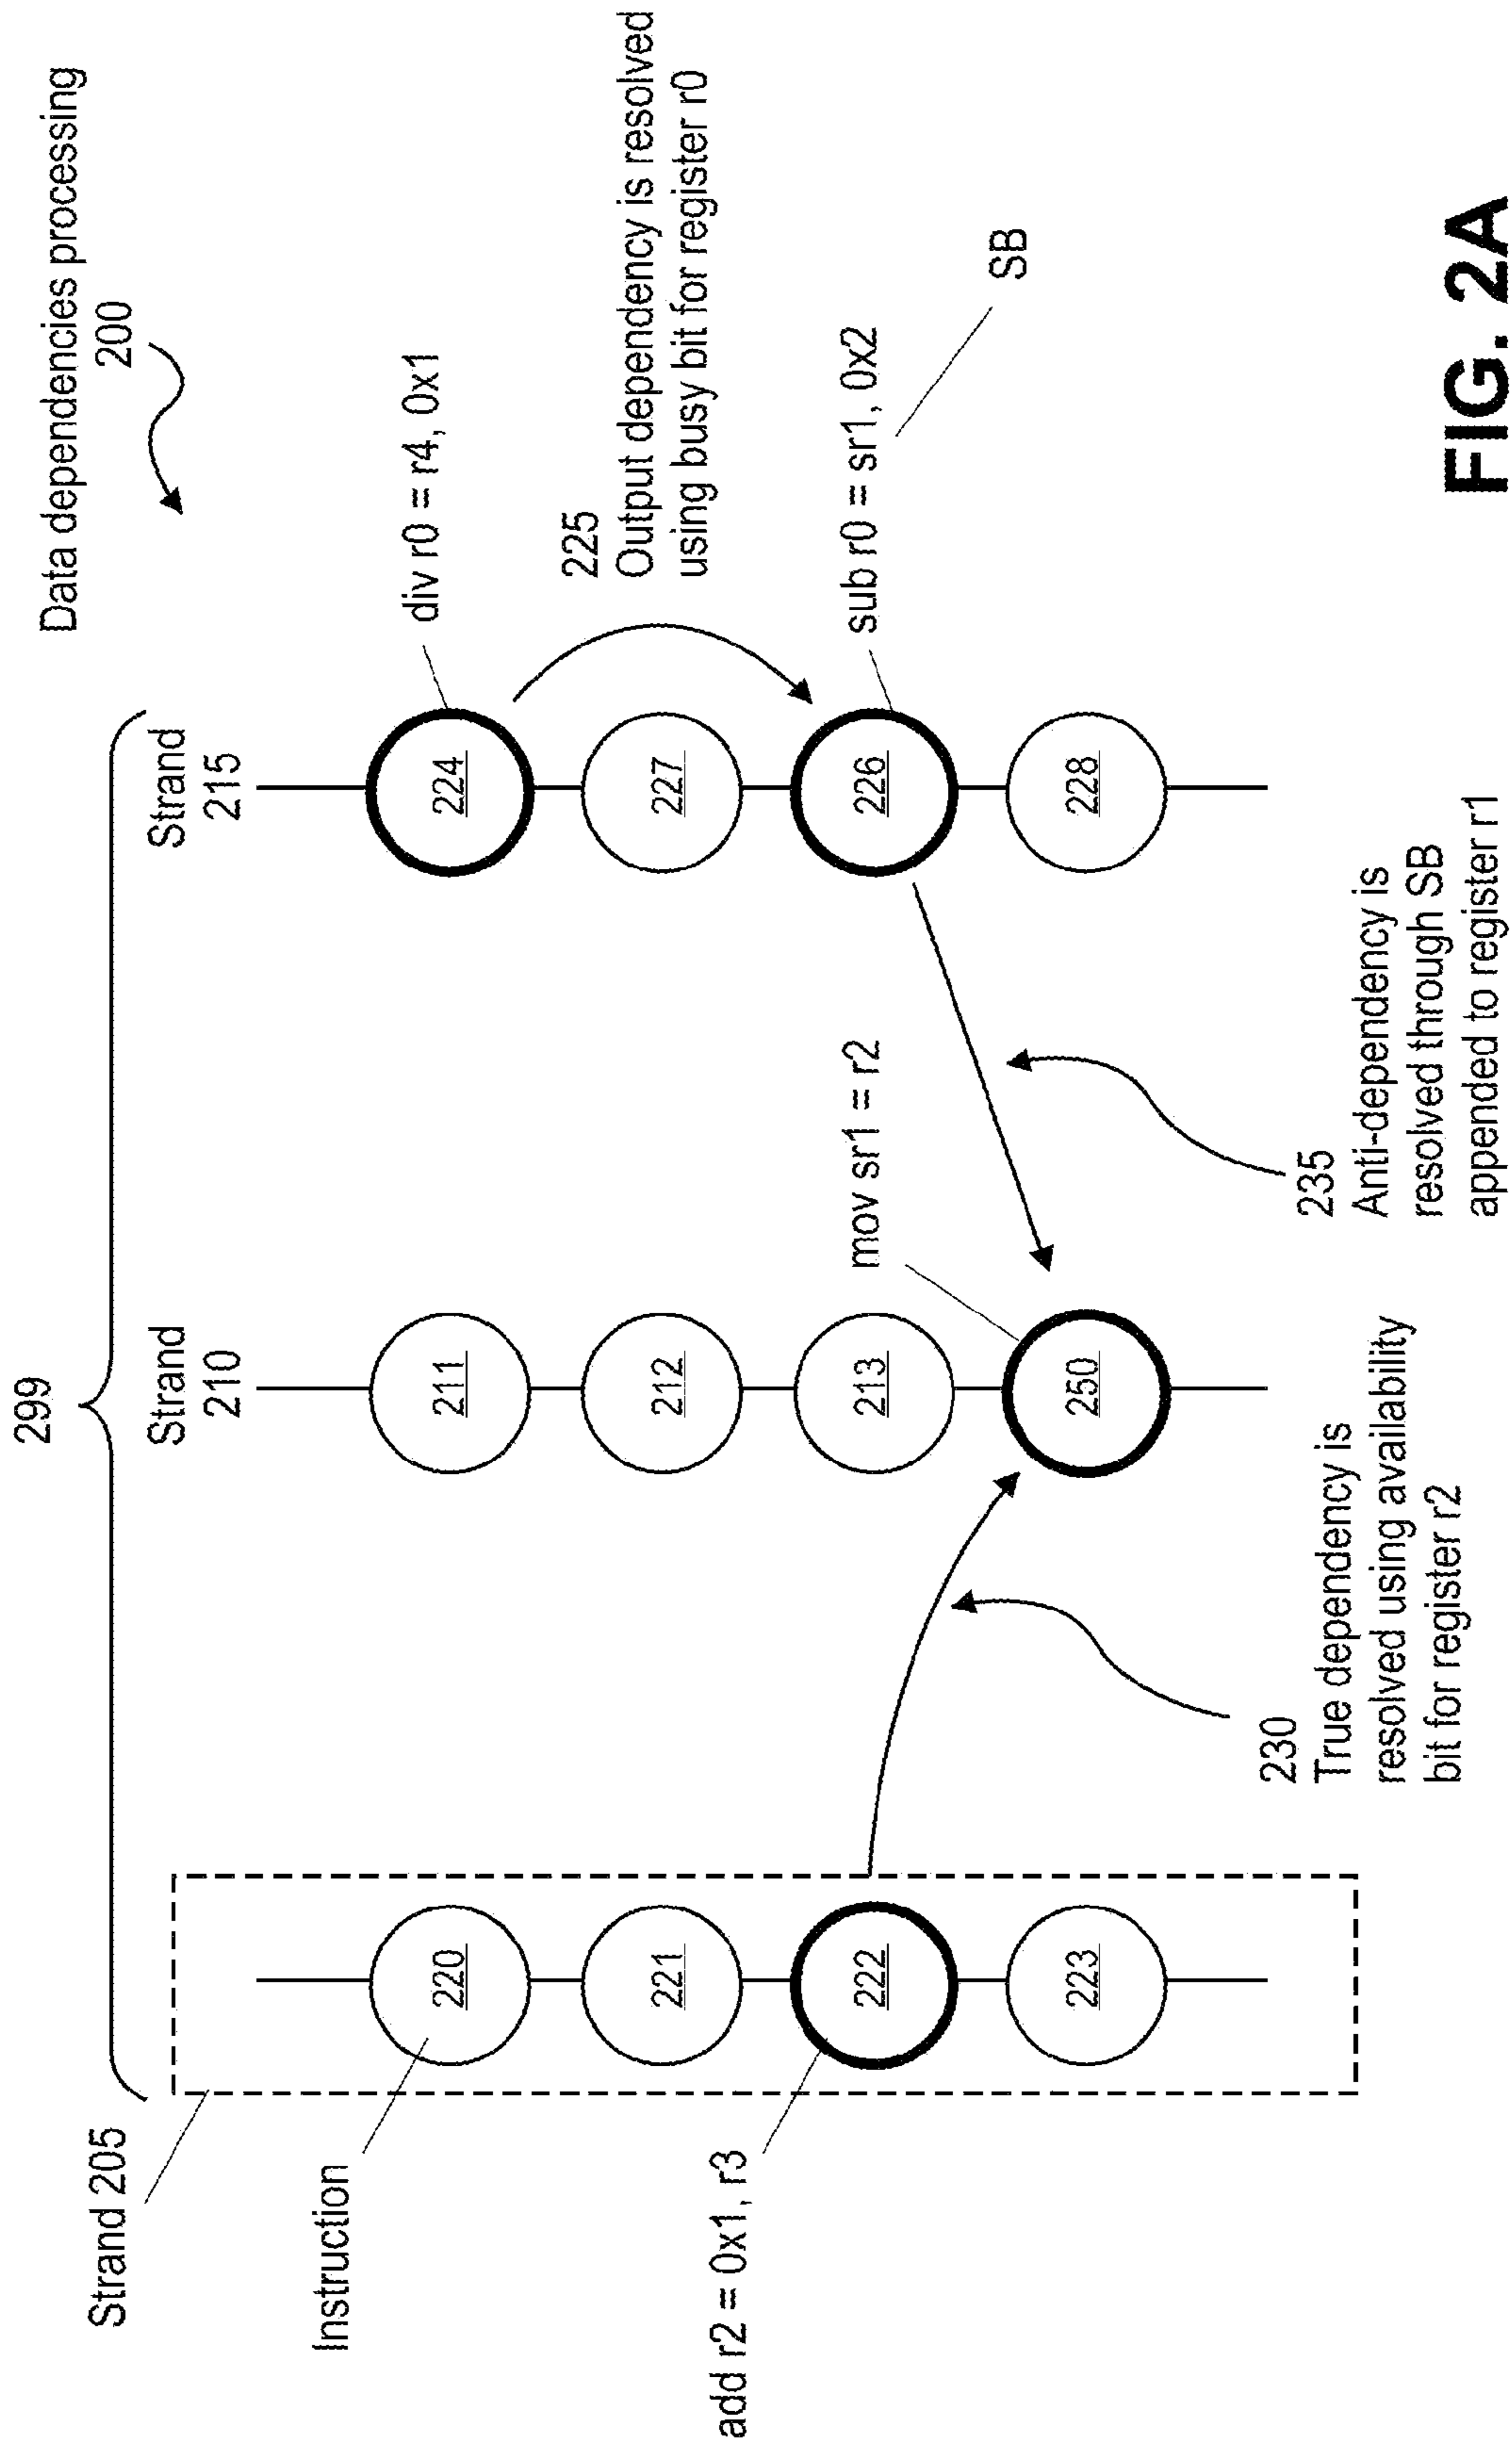 Data dependencies processing
200
299
Strand 205
Strand
210
Strand
215
Instruction
220
211
224
div r0 = r4, 0x1
221
212
227
225
Output dependency is resolved
using busy bit for register r0
add r2 = 0x1, r3
222
213
mov sr1 = r2
226
sub r0 = sr1, 0x2
SB
223
250
228
230
True dependency is
resolved using availability
bit for register r2
235
Anti-dependency is
resolved through SB
appended to register r1
FIG. 2A